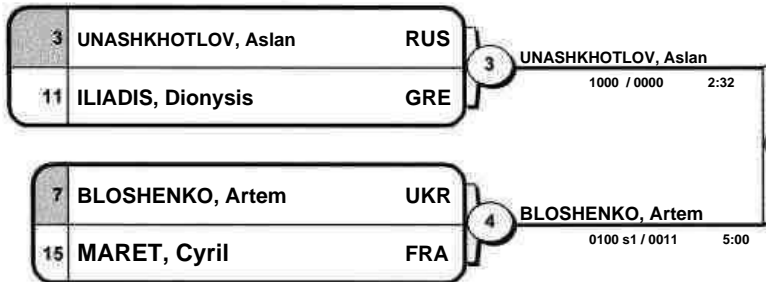 3 UNASHKHOTLOV, Aslan RUS
11 ILIADIS, Dionysis GRE
3
UNASHKHOTLOV, Aslan
1000 / 0000 2:32
7 BLOSHENKO, Artem UKR
15 MARET, Cyril FRA
4
BLOSHENKO, Artem
0100 s1 / 0011 5:00